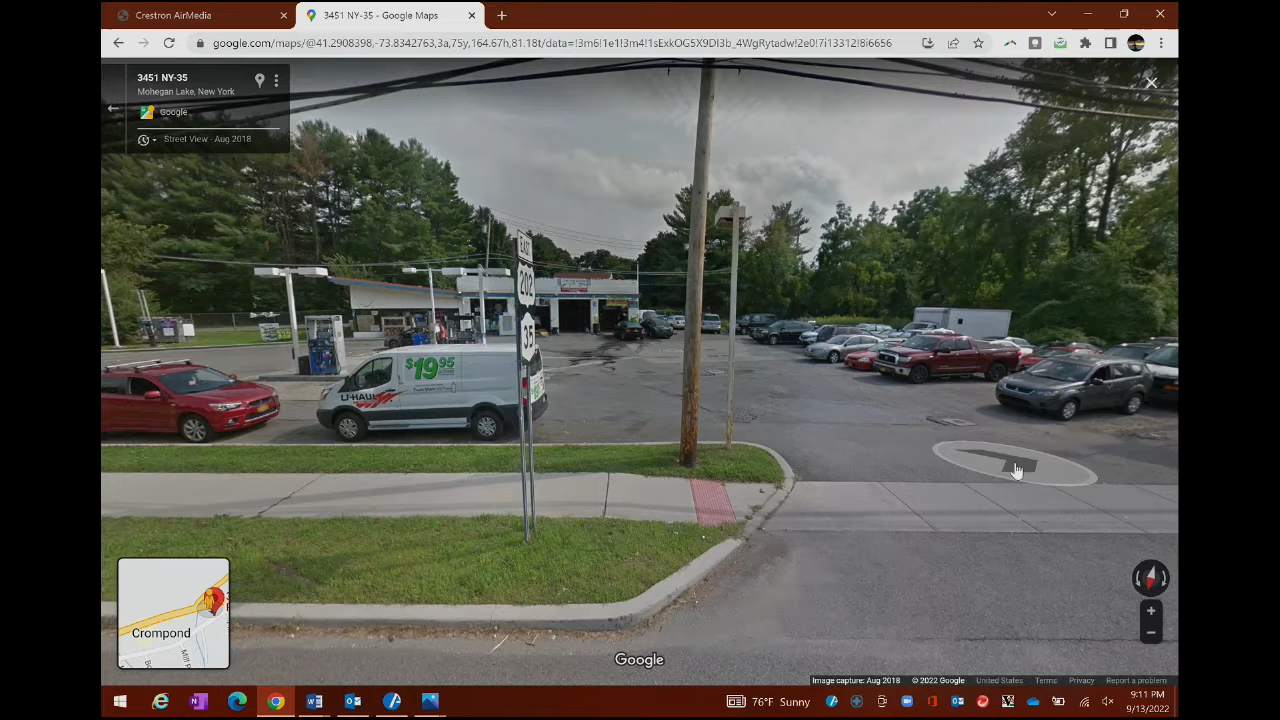 Crestron AirMedia
3451 NY-35 - Google Maps
google.com/maps/@41.2908398,-73.8342713,3a,75y,164.67h,81.18t/data=!3m6!1e1!3m4!1sExkOG5X9DI3b_4WgRytadw!2e0!7i13312!8i6656
3451 NY-35
Mohegan Lake, New York
Google
Street View - Aug 2018
EAST
202
35
$19.95
U-HAUL
Crompond
Mill
Google
Image capture: Aug 2018 © 2022 Google United States Terms Privacy Report a problem
76°F Sunny
9:11 PM
9/13/2022